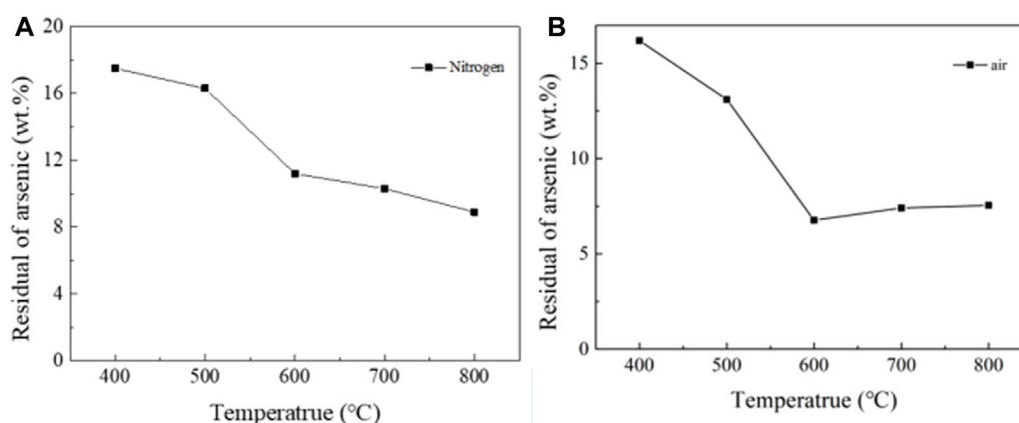 A
Residual of arsenic (wt.%)
20
16
12
8
4
0
Nitrogen
400 500 600 700 800
Temperatrue (°C)
B
Residual of arsenic (wt.%)
15
10
5
0
air
400 500 600 700 800
Temperatrue (°C)